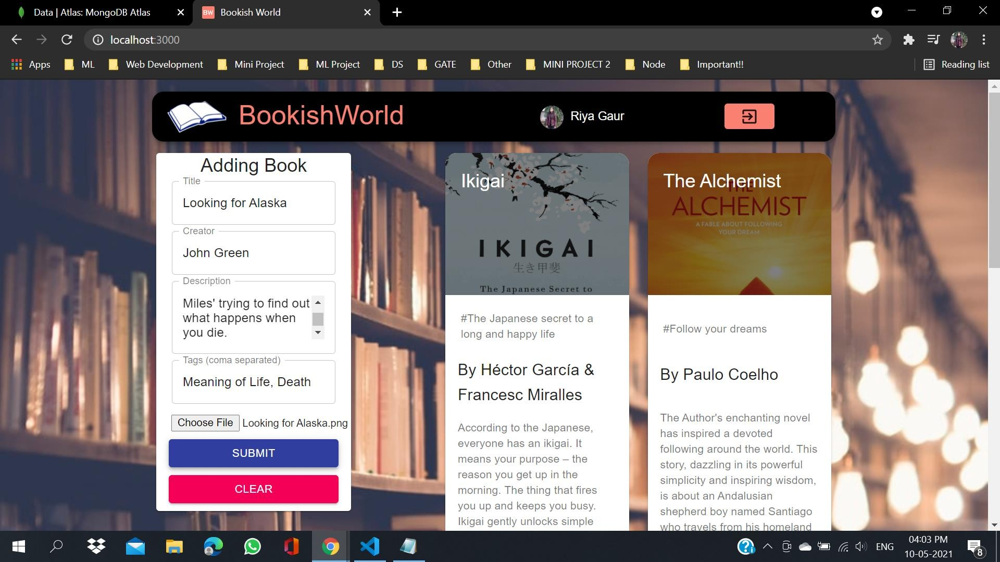 Data | Atlas: MongoDB Atlas
BW Bookish World
localhost:3000
Apps ML Web Development Mini Project ML Project DS GATE Other MINI PROJECT 2 Node Important!! Reading list
BookishWorld
Riya Gaur
Adding Book
Title
Looking for Alaska
Creator
John Green
Description
Miles' trying to find out
what happens when
you die.
Tags (coma separated)
Meaning of Life, Death
Choose File Looking for Alaska.png
SUBMIT
CLEAR
Ikigai
IKIGAI
生き甲斐
The Japanese Secret to
#The Japanese secret to a
long and happy life
By Héctor García &
Francesc Miralles
According to the Japanese,
everyone has an ikigai. It
means your purpose – the
reason you get up in the
morning. The thing that fires
you up and keeps you busy.
Ikigai gently unlocks simple
The Alchemist
THE
ALCHEMIST
A FABLE ABOUT FOLLOWING
YOUR DREAM
#Follow your dreams
By Paulo Coelho
The Author's enchanting novel
has inspired a devoted
following around the world. This
story, dazzling in its powerful
simplicity and inspiring wisdom,
is about an Andalusian
shepherd boy named Santiago
who travels from his homeland
ENG
04:03 PM
10-05-2021
8